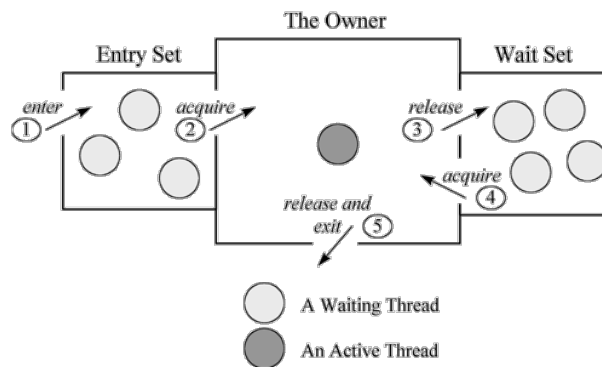 The Owner
Entry Set
Wait Set
enter
acquire
release
1
2
3
acquire
4
release and
exit
5
A Waiting Thread
An Active Thread